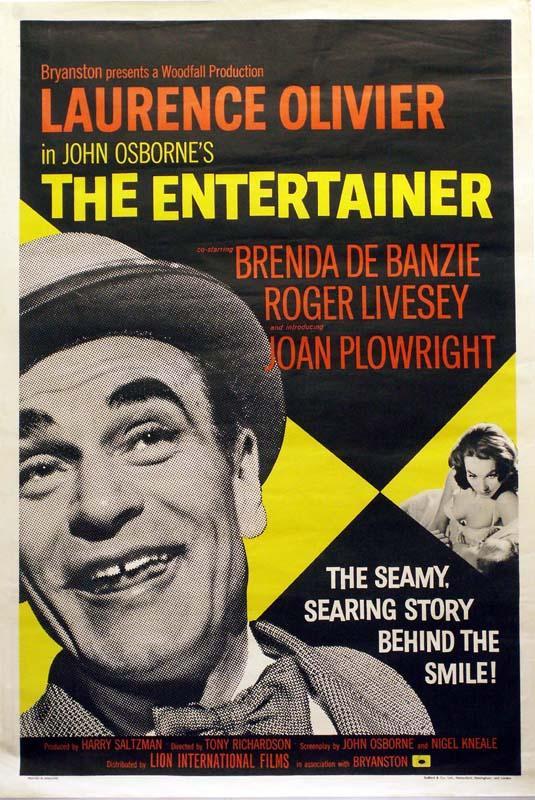 Bryanston presents a Woodfall Production
LAURENCE OLIVIER
in JOHN OSBORNE'S
THE ENTERTAINER
co-starring BRENDA DE BANZIE
ROGER LIVESEY
and introducing
JOAN PLOWRIGHT
THE SEAMY,
SEARING STORY
BEHIND THE
SMILE!
Produced by HARRY SALTZMAN Directed by TONY RICHARDSON Screenplay by JOHN OSBORNE and NIGEL KNEALE
Distributed by LION INTERNATIONAL FILMS in association with BRYANSTON